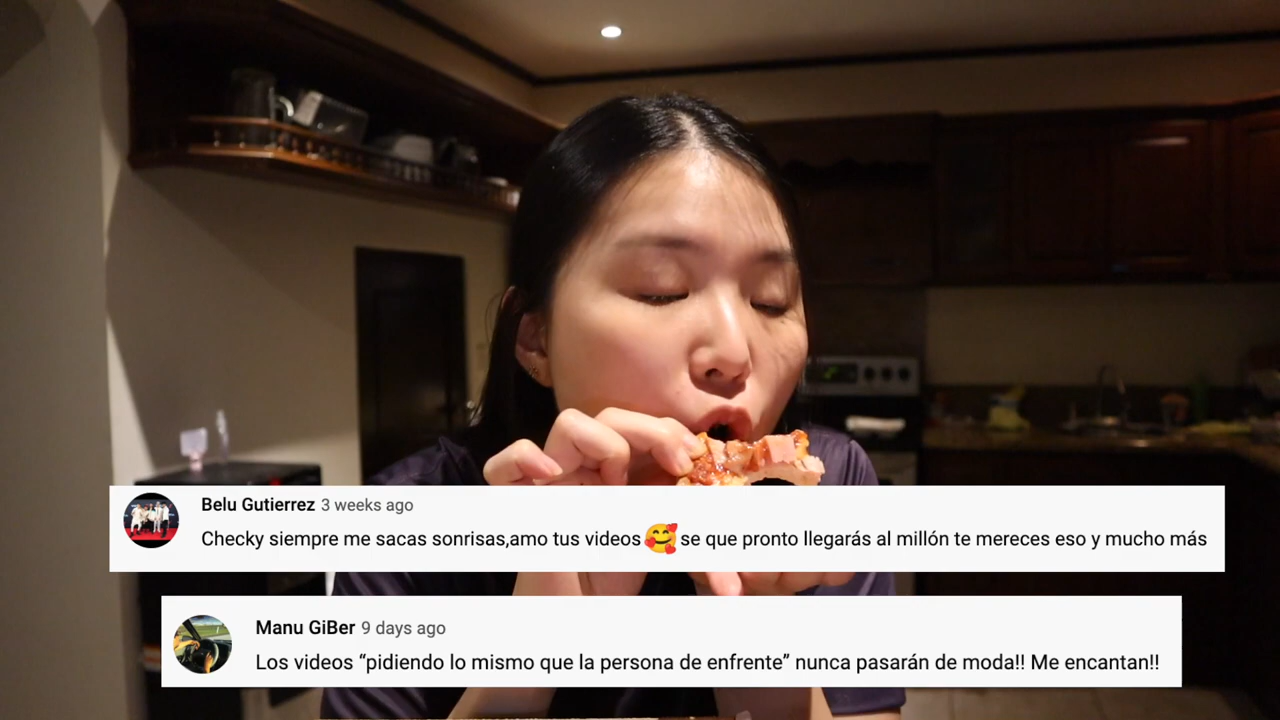 Belu Gutierrez 3 weeks ago
Checky siempre me sacas sonrisas,amo tus videos🥰se que pronto llegarás al millón te mereces eso y mucho más
Manu GiBer 9 days ago
Los videos “pidiendo lo mismo que la persona de enfrente” nunca pasarán de moda!! Me encantan!!